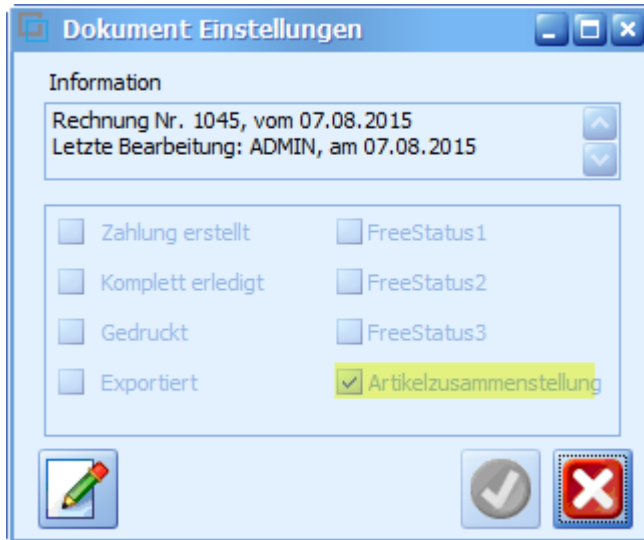 Dokument Einstellungen
Information
Rechnung Nr. 1045, vom 07.08.2015
Letzte Bearbeitung: ADMIN, am 07.08.2015
Zahlung erstellt
FreeStatus1
Komplett erledigt
FreeStatus2
Gedruckt
FreeStatus3
Exportiert
Artikelzusammenstellung